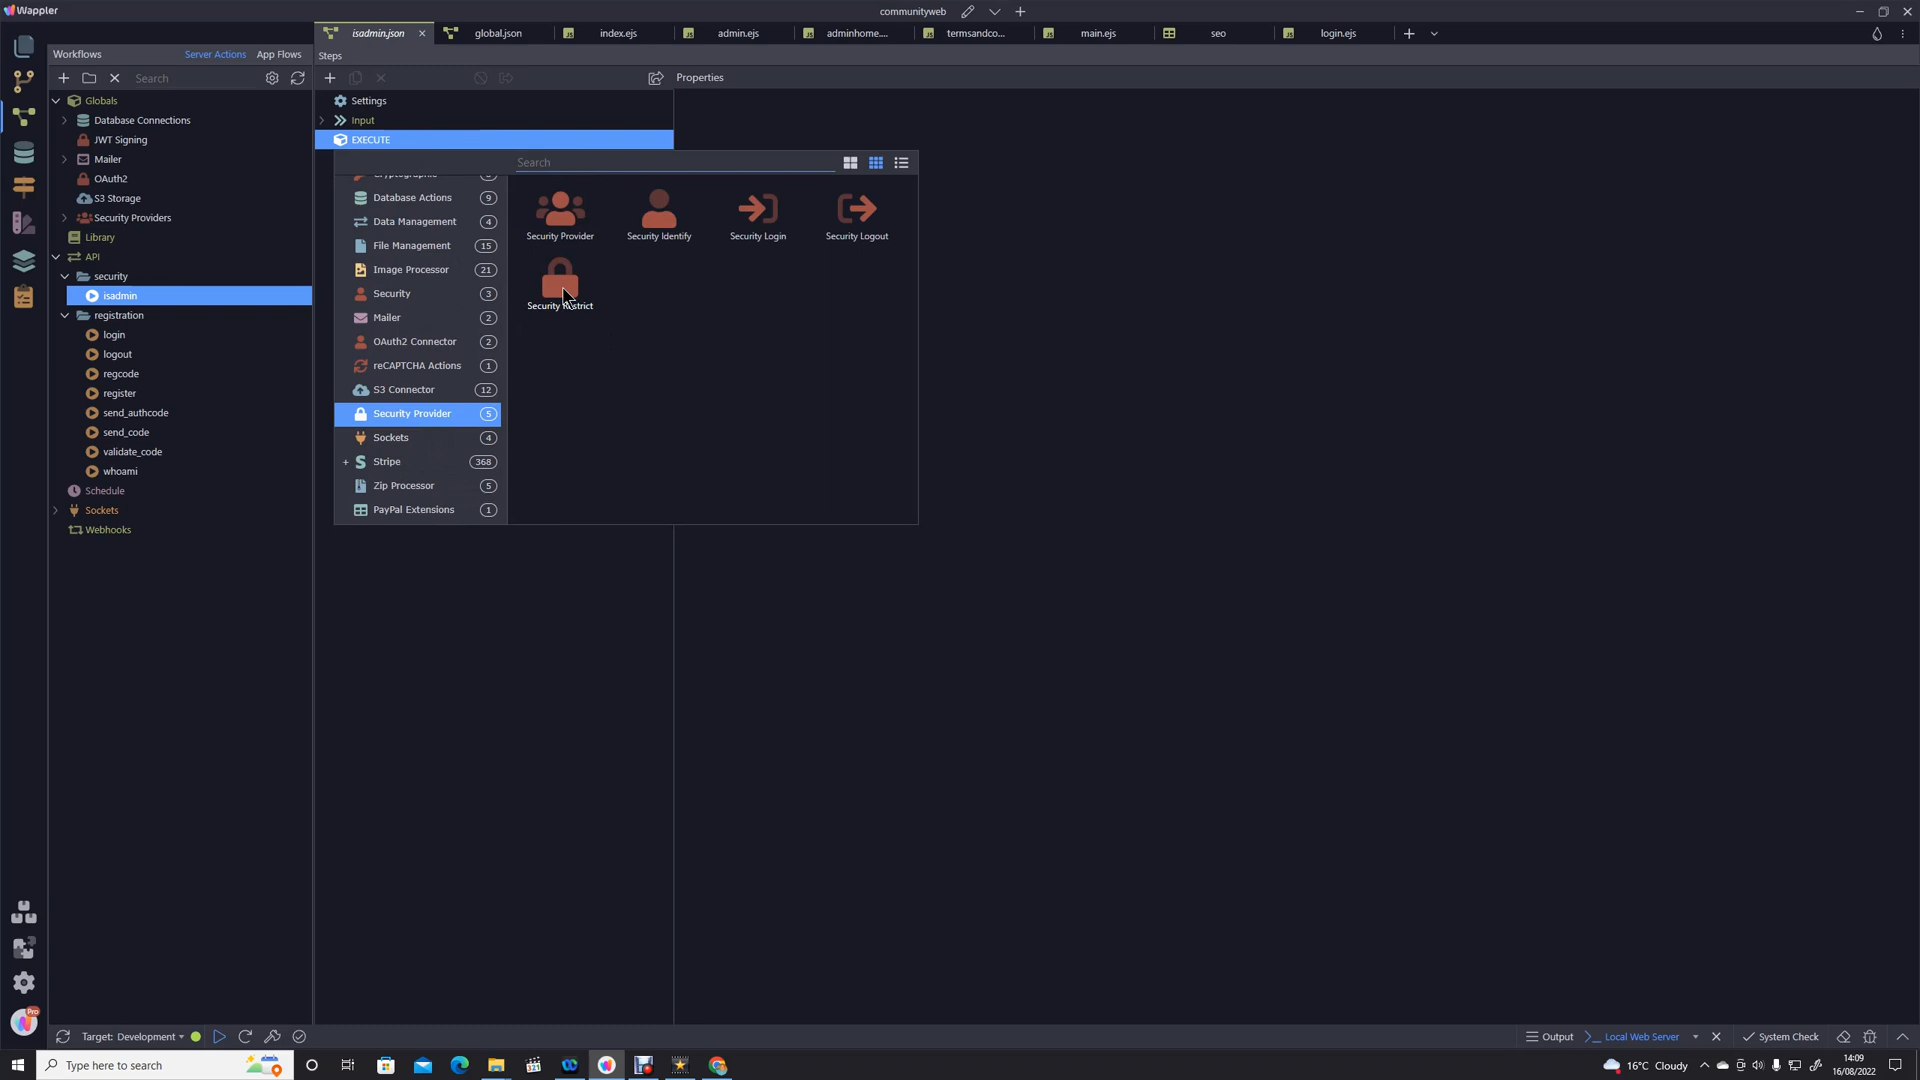 Wappler
communityweb
Workflows
Server Actions
App Flows
isadmin.json
global.json
index.ejs
admin.ejs
adminhome....
termsandco...
main.ejs
seo
login.ejs
Steps
Search
Properties
Globals
Database Connections
JWT Signing
Mailer
OAuth2
S3 Storage
Security Providers
Library
API
security
isadmin
registration
login
logout
regcode
register
send_authcode
send_code
validate_code
whoami
Schedule
Sockets
Webhooks
Settings
Input
EXECUTE
Search
Database Actions 9
Data Management 4
File Management 15
Image Processor 21
Security 3
Mailer 2
OAuth2 Connector 2
reCAPTCHA Actions 1
S3 Connector 12
Security Provider 5
Sockets 4
+ Stripe 368
Zip Processor 5
PayPal Extensions 1
Security Provider
Security Identify
Security Login
Security Logout
Security Restrict
Pro
Target: Development
Output
Local Web Server
System Check
Type here to search
321
16°C Cloudy
14:09
16/08/2022